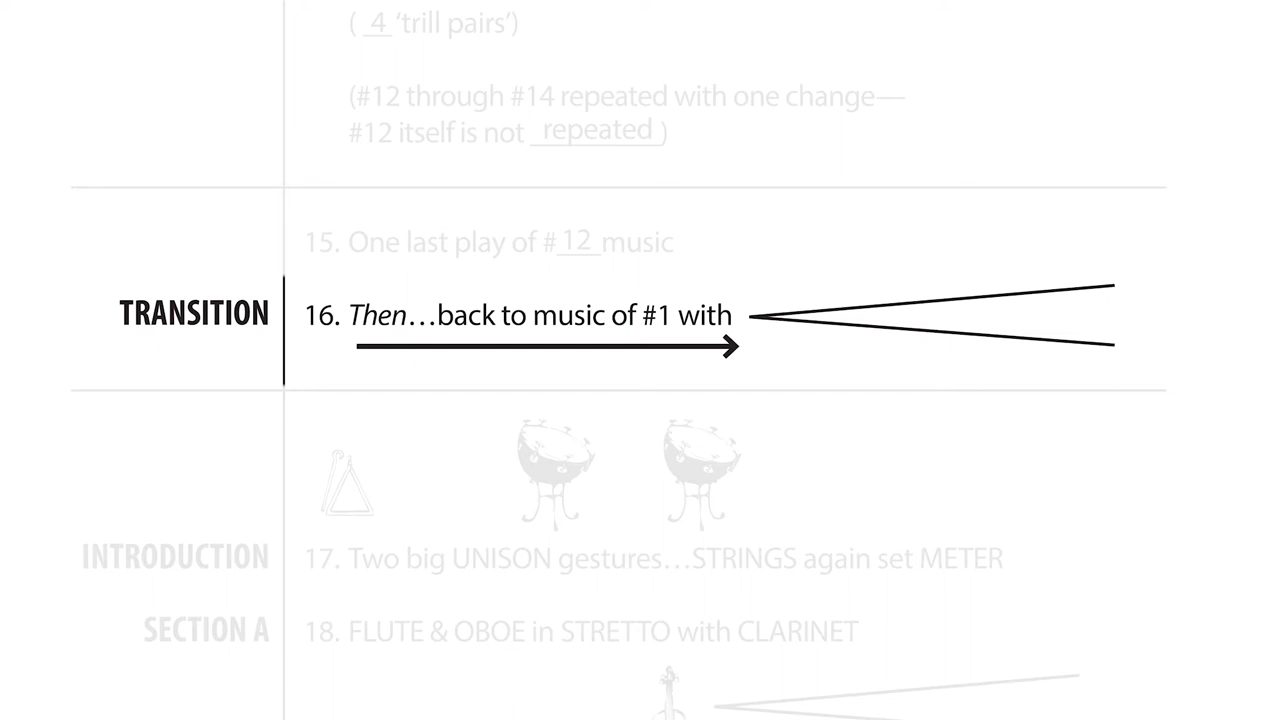 ( 4 ‘trill pairs’)
(#12 through #14 repeated with one change—
#12 itself is not repeated)
15. One last play of #12 music
TRANSITION 16. Then…back to music of #1 with
INTRODUCTION 17. Two big UNISON gestures…STRINGS again set METER
SECTION A 18. FLUTE & OBOE in STRETTO with CLARINET